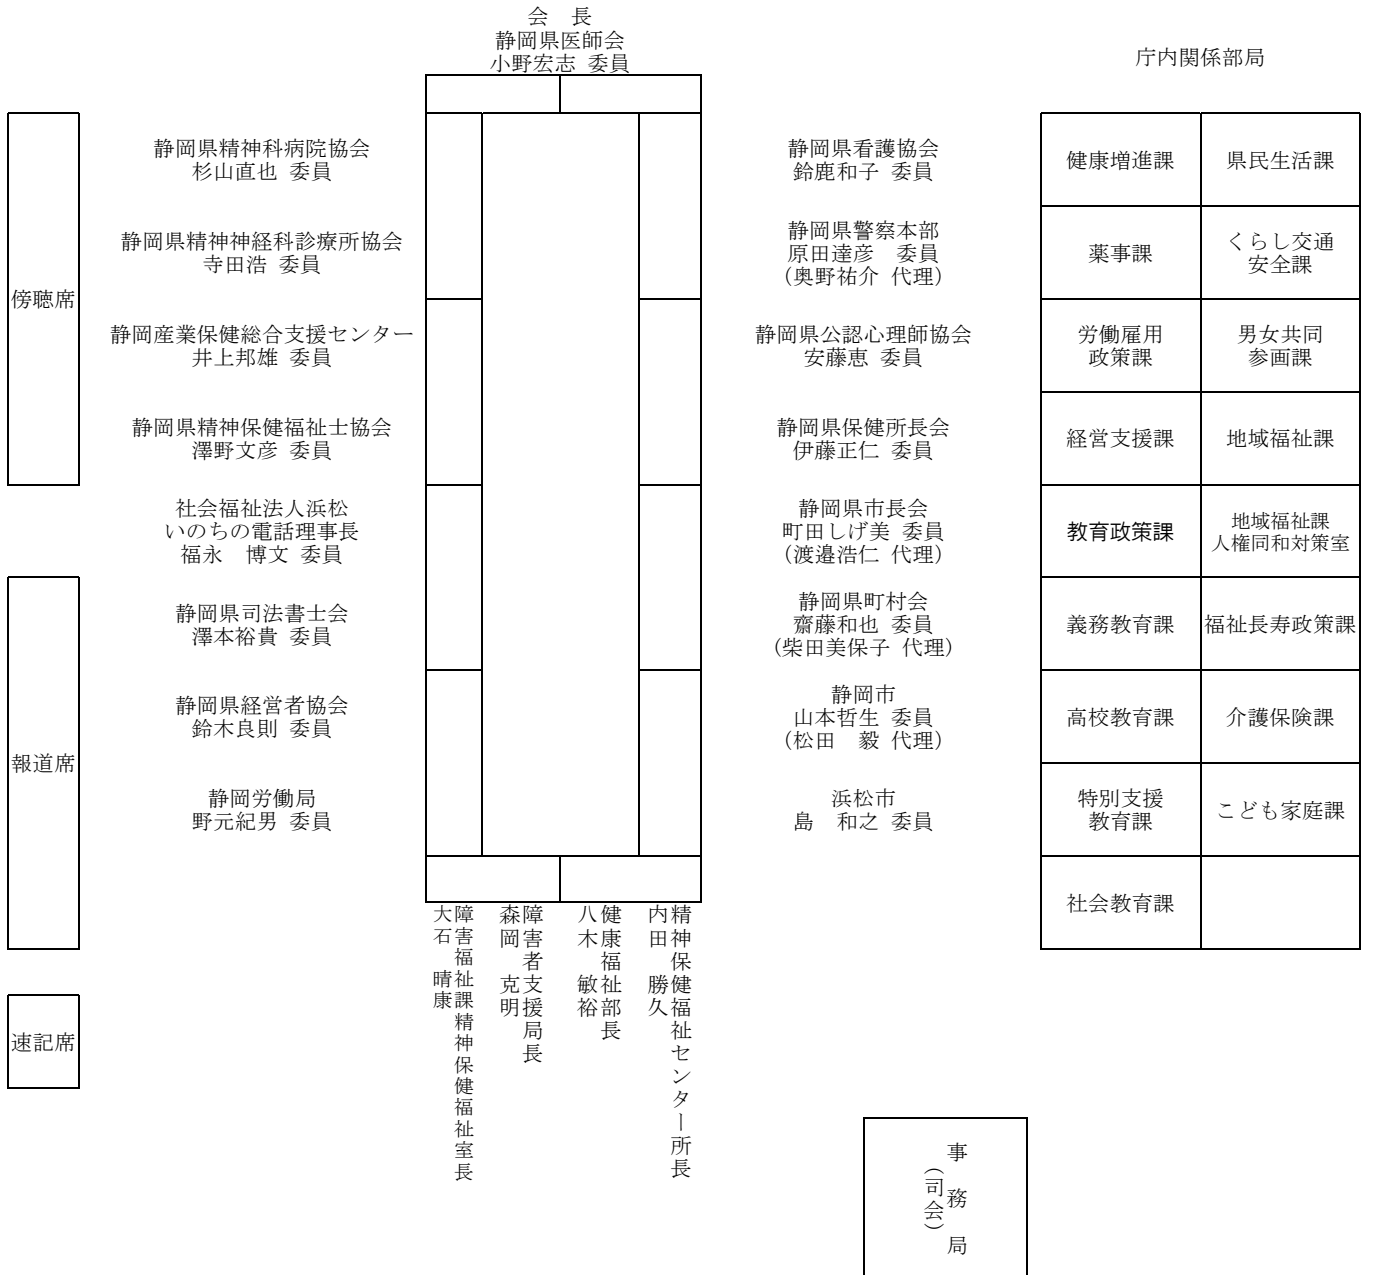 会　長
静岡県医師会
小野宏志 委員
庁内関係部局
傍聴席
報道席
速記席
静岡県精神科病院協会
杉山直也 委員
静岡県精神神経科診療所協会
寺田浩 委員
静岡産業保健総合支援センター
井上邦雄 委員
静岡県精神保健福祉士協会
澤野文彦 委員
社会福祉法人浜松
いのちの電話理事長
福永　博文 委員
静岡県司法書士会
澤本裕貴 委員
静岡県経営者協会
鈴木良則 委員
静岡労働局
野元紀男 委員
静岡県看護協会
鈴鹿和子 委員
静岡県警察本部
原田達彦　委員
（奥野祐介 代理）
静岡県公認心理師協会
安藤恵 委員
静岡県保健所長会
伊藤正仁 委員
静岡県市長会
町田しげ美 委員
（渡邉浩仁 代理）
静岡県町村会
齋藤和也 委員
（柴田美保子 代理）
静岡市
山本哲生 委員
（松田　毅 代理）
浜松市
島　和之 委員
健康増進課
県民生活課
薬事課
くらし交通
安全課
労働雇用
政策課
男女共同
参画課
経営支援課
地域福祉課
教育政策課
地域福祉課
人権同和対策室
義務教育課
福祉長寿政策課
高校教育課
介護保険課
特別支援
教育課
こども家庭課
社会教育課
精神保健福祉センター所長
内田　勝久
健康福祉部長
八木　敏裕
障害者支援局長
森岡　克明
障害福祉課精神保健福祉室長
大石　晴康
事　務　局
（司会）